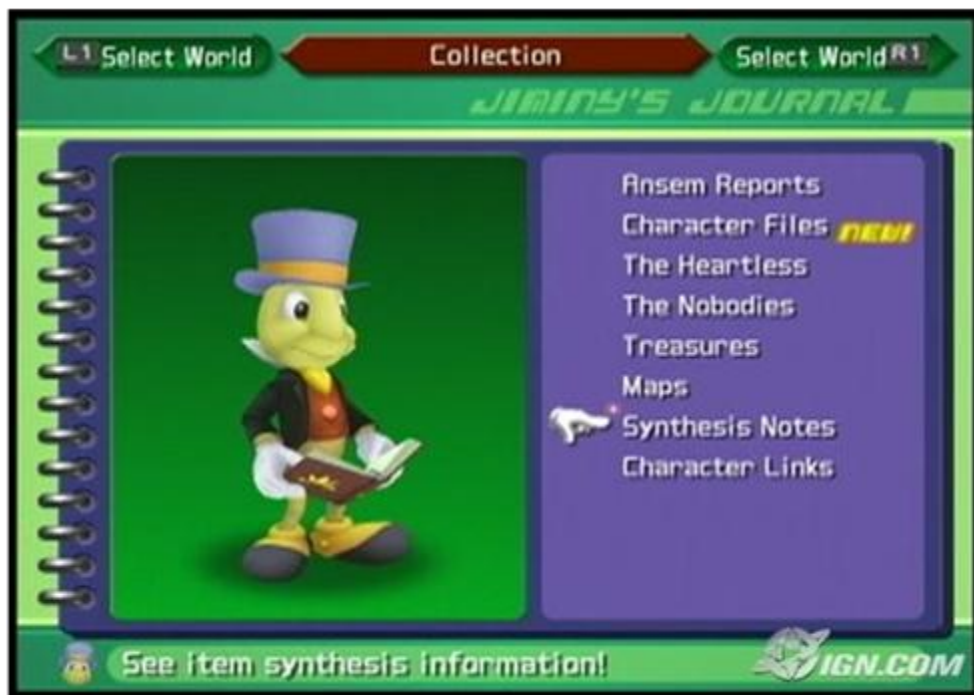 L1 Select World
Collection
Select World R1
JIMINY'S JOURNAL
Ansem Reports
Character Files NEW!
The Heartless
The Nobodies
Treasures
Maps
Synthesis Notes
Character Links
See item synthesis information!
IGN.COM